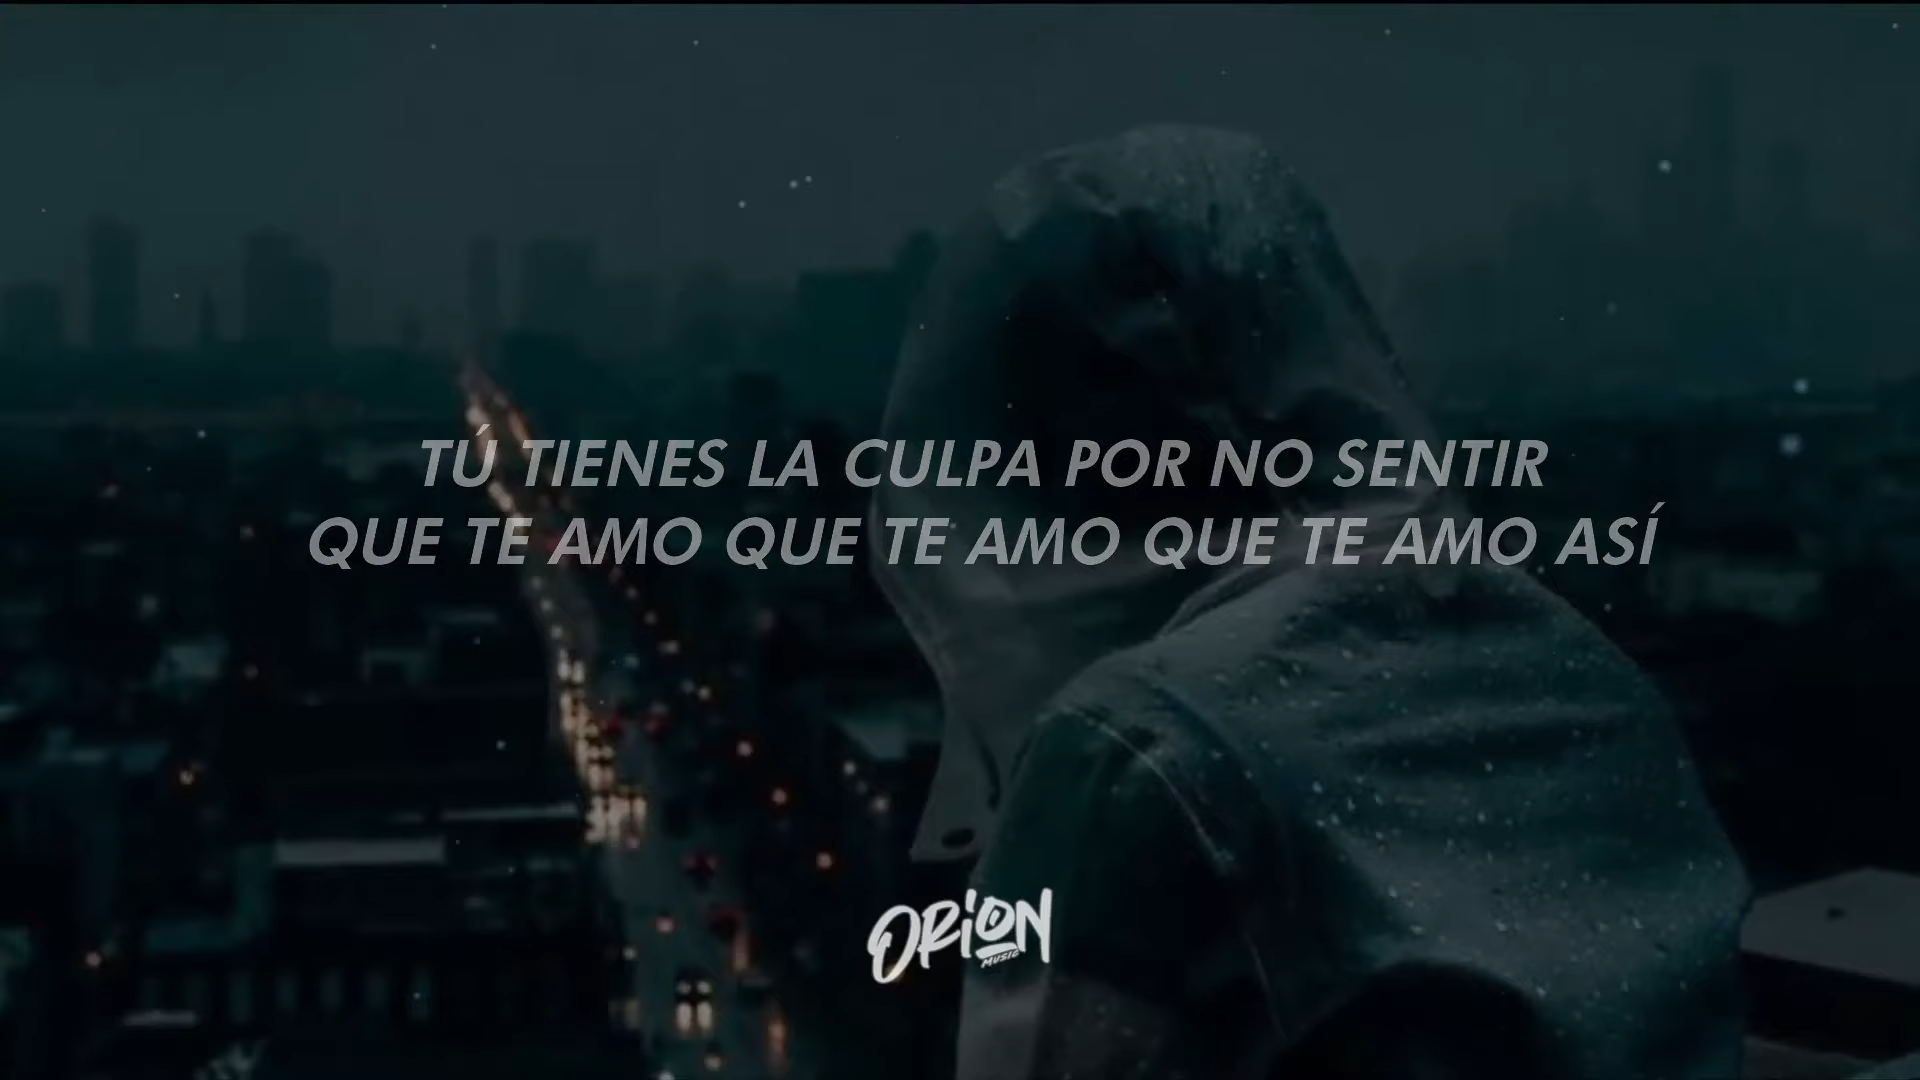 TÚ TIENES LA CULPA POR NO SENTIR
QUE TE AMO QUE TE AMO QUE TE AMO ASÍ
ORION
MUSIC